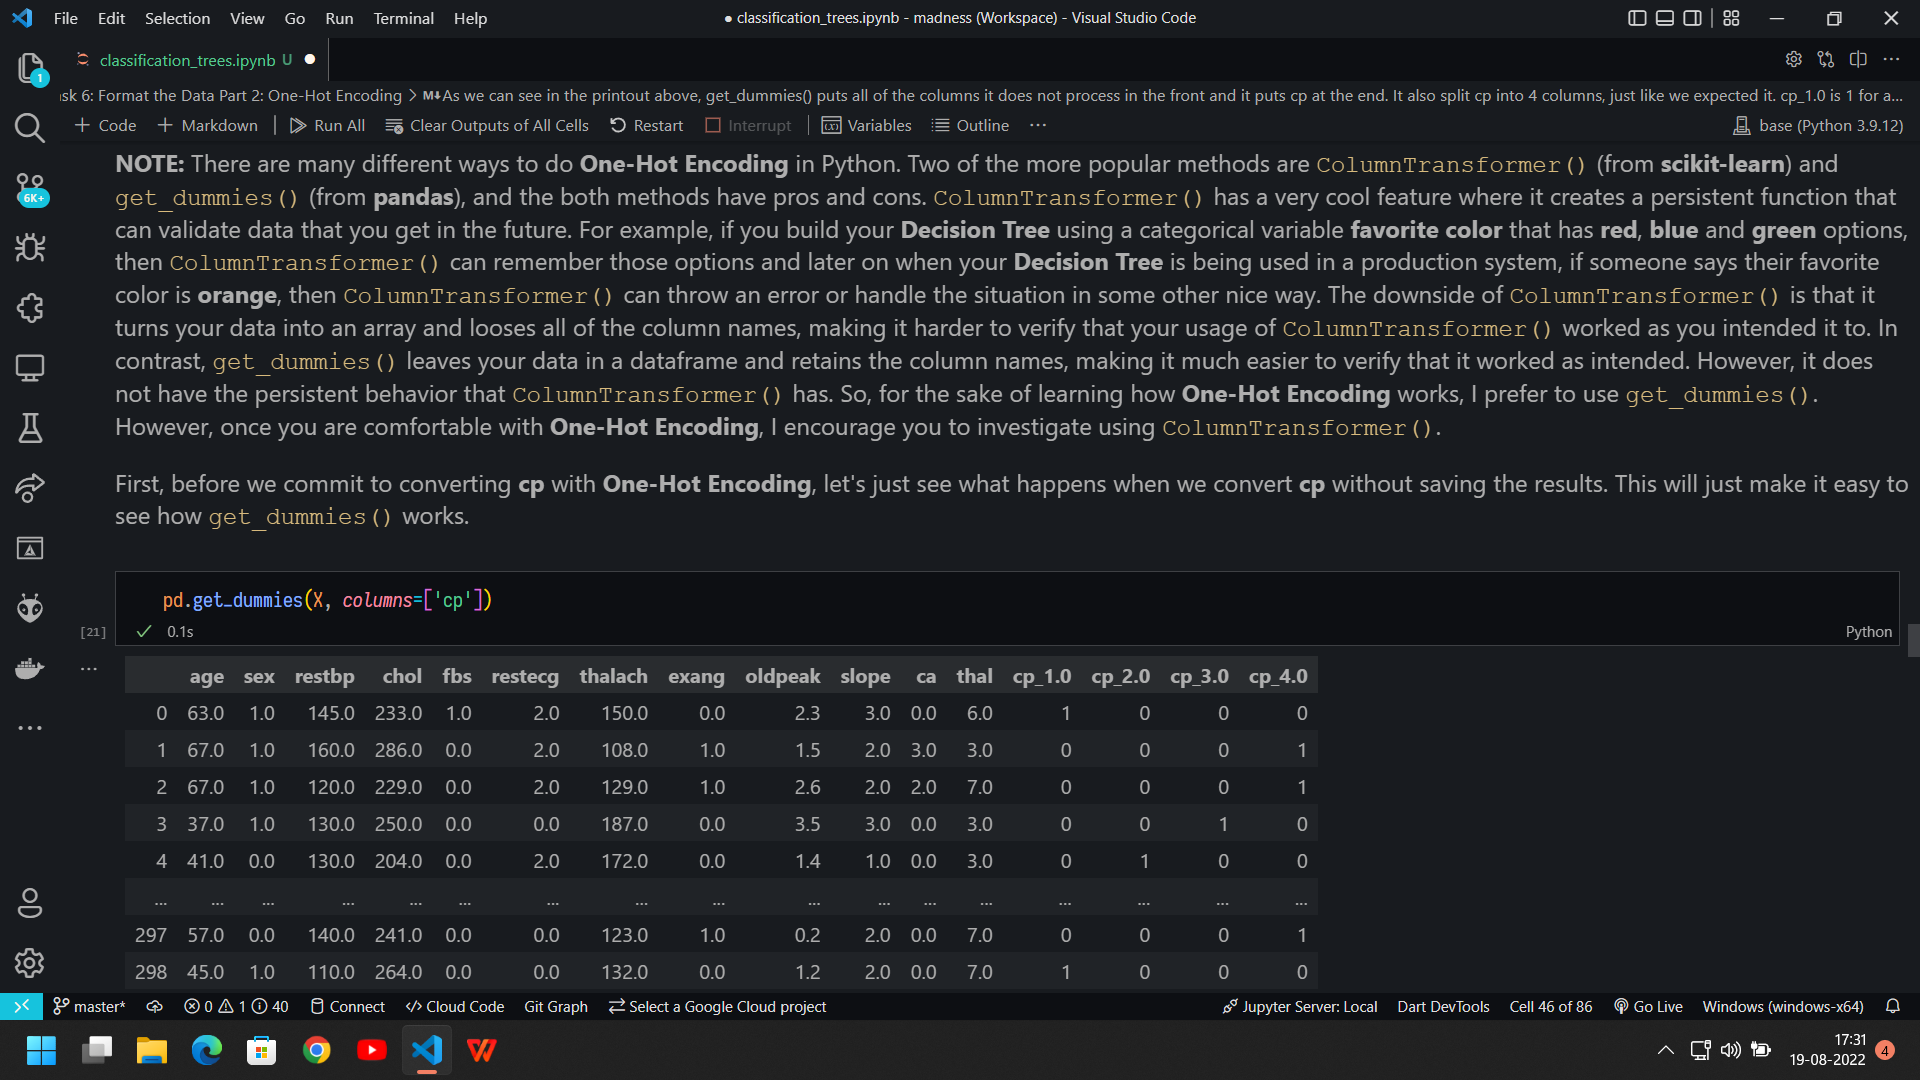 File Edit Selection View Go Run Terminal Help
● classification_trees.ipynb - madness (Workspace) - Visual Studio Code
classification_trees.ipynb U ●
1
sk 6: Format the Data Part 2: One-Hot Encoding > M↓As we can see in the printout above, get_dummies() puts all of the columns it does not process in the front and it puts cp at the end. It also split cp into 4 columns, just like we expected it. cp_1.0 is 1 for a...
+ Code + Markdown Run All Clear Outputs of All Cells Restart Interrupt Variables Outline ···
base (Python 3.9.12)
6K+
NOTE: There are many different ways to do One-Hot Encoding in Python. Two of the more popular methods are ColumnTransformer() (from scikit-learn) and
get_dummies() (from pandas), and the both methods have pros and cons. ColumnTransformer() has a very cool feature where it creates a persistent function that
can validate data that you get in the future. For example, if you build your Decision Tree using a categorical variable favorite color that has red, blue and green options,
then ColumnTransformer() can remember those options and later on when your Decision Tree is being used in a production system, if someone says their favorite
color is orange, then ColumnTransformer() can throw an error or handle the situation in some other nice way. The downside of ColumnTransformer() is that it
turns your data into an array and looses all of the column names, making it harder to verify that your usage of ColumnTransformer() worked as you intended it to. In
contrast, get_dummies() leaves your data in a dataframe and retains the column names, making it much easier to verify that it worked as intended. However, it does
not have the persistent behavior that ColumnTransformer() has. So, for the sake of learning how One-Hot Encoding works, I prefer to use get_dummies().
However, once you are comfortable with One-Hot Encoding, I encourage you to investigate using ColumnTransformer().
First, before we commit to converting cp with One-Hot Encoding, let's just see what happens when we convert cp without saving the results. This will just make it easy to
see how get_dummies() works.
pd.get_dummies(X, columns=['cp'])
[21] ✓ 0.1s Python
···
age sex restbp chol fbs restecg thalach exang oldpeak slope ca thal cp_1.0 cp_2.0 cp_3.0 cp_4.0
0 63.0 1.0 145.0 233.0 1.0 2.0 150.0 0.0 2.3 3.0 0.0 6.0 1 0 0 0
1 67.0 1.0 160.0 286.0 0.0 2.0 108.0 1.0 1.5 2.0 3.0 3.0 0 0 0 1
2 67.0 1.0 120.0 229.0 0.0 2.0 129.0 1.0 2.6 2.0 2.0 7.0 0 0 0 1
3 37.0 1.0 130.0 250.0 0.0 0.0 187.0 0.0 3.5 3.0 0.0 3.0 0 0 1 0
4 41.0 0.0 130.0 204.0 0.0 2.0 172.0 0.0 1.4 1.0 0.0 3.0 0 1 0 0
... ... ... ... ... ... ... ... ... ... ... ... ... ... ... ... ...
297 57.0 0.0 140.0 241.0 0.0 0.0 123.0 1.0 0.2 2.0 0.0 7.0 0 0 0 1
298 45.0 1.0 110.0 264.0 0.0 0.0 132.0 0.0 1.2 2.0 0.0 7.0 1 0 0 0
master* 0 1 40 Connect </> Cloud Code Git Graph Select a Google Cloud project
Jupyter Server: Local Dart DevTools Cell 46 of 86 Go Live Windows (windows-x64)
17:31
19-08-2022
4